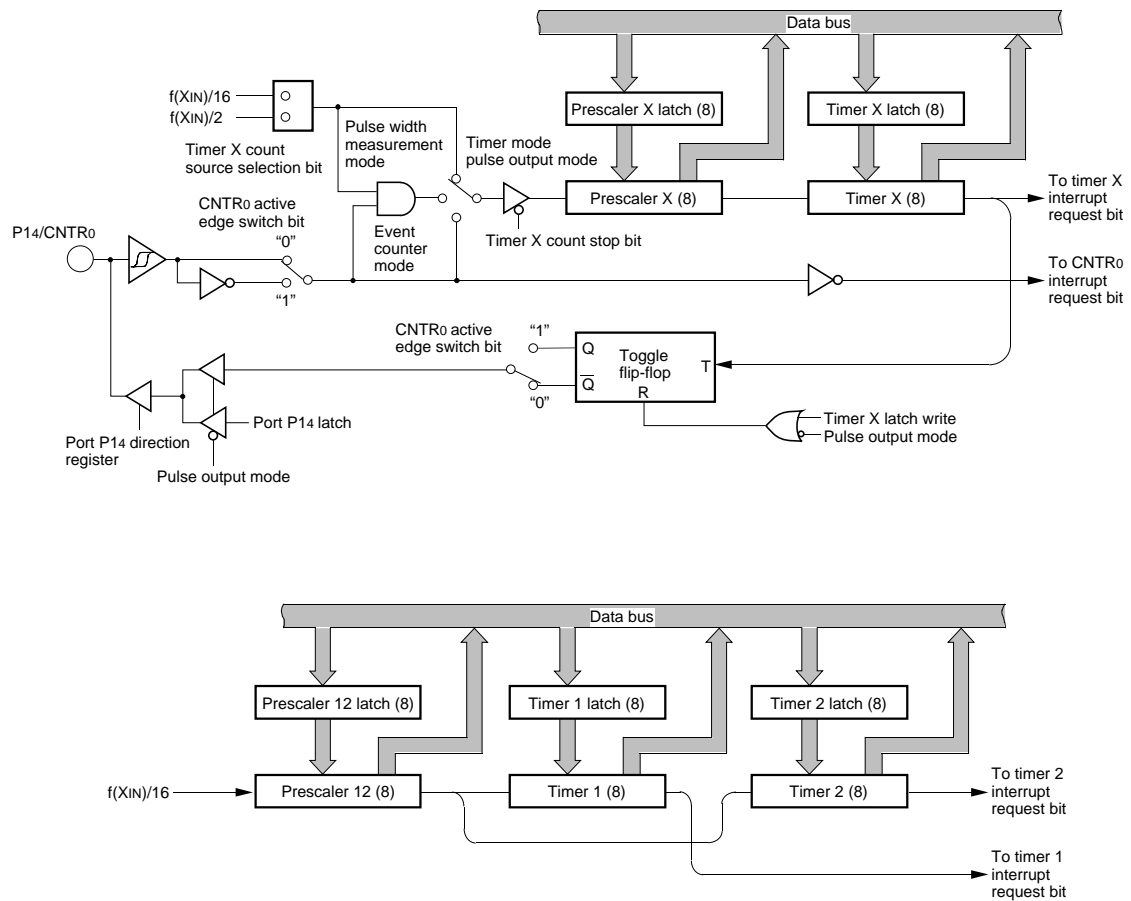 Data bus
f(XIN)/16
f(XIN)/2
Timer X count
source selection bit
Pulse width
measurement
mode
Timer mode
pulse output mode
Prescaler X latch (8)
Timer X latch (8)
Prescaler X (8)
Timer X (8)
To timer X
interrupt
request bit
CNTR0 active
edge switch bit
Event
counter
mode
Timer X count stop bit
P14/CNTR0
“0”
“1”
To CNTR0
interrupt
request bit
CNTR0 active
edge switch bit
“1”
“0”
Q
Q̅
Toggle
flip-flop
T
R
Timer X latch write
Pulse output mode
Port P14 latch
Port P14 direction
register
Pulse output mode
Data bus
Prescaler 12 latch (8)
Timer 1 latch (8)
Timer 2 latch (8)
f(XIN)/16
Prescaler 12 (8)
Timer 1 (8)
Timer 2 (8)
To timer 2
interrupt
request bit
To timer 1
interrupt
request bit